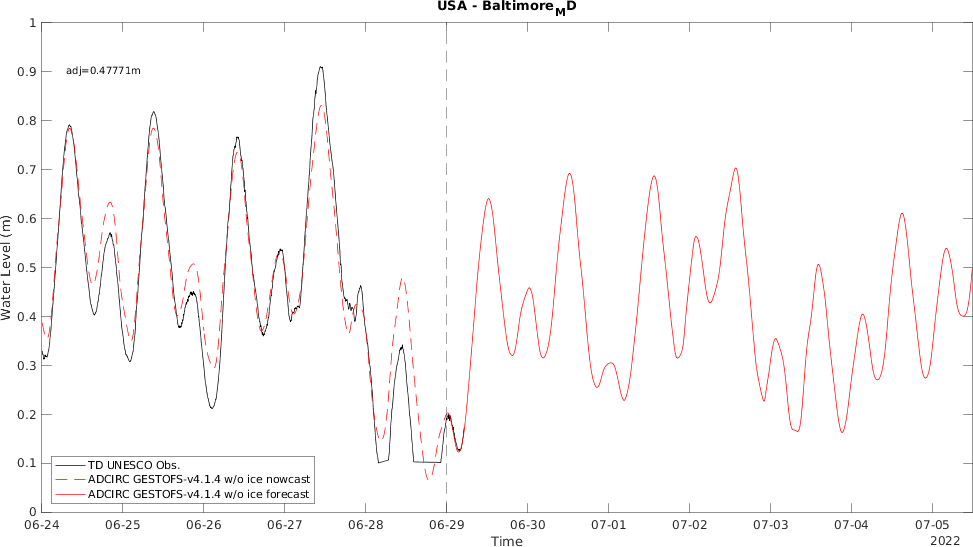 USA - Baltimore_MD
1
0.9
adj=0.47771m
0.8
0.7
0.6
0.5
Water Level (m)
0.4
0.3
0.2
0.1
0
TD UNESCO Obs.
ADCIRC GESTOFS-v4.1.4 w/o ice nowcast
ADCIRC GESTOFS-v4.1.4 w/o ice forecast
06-24 06-25 06-26 06-27 06-28 06-29 06-30 07-01 07-02 07-03 07-04 07-05
Time
2022